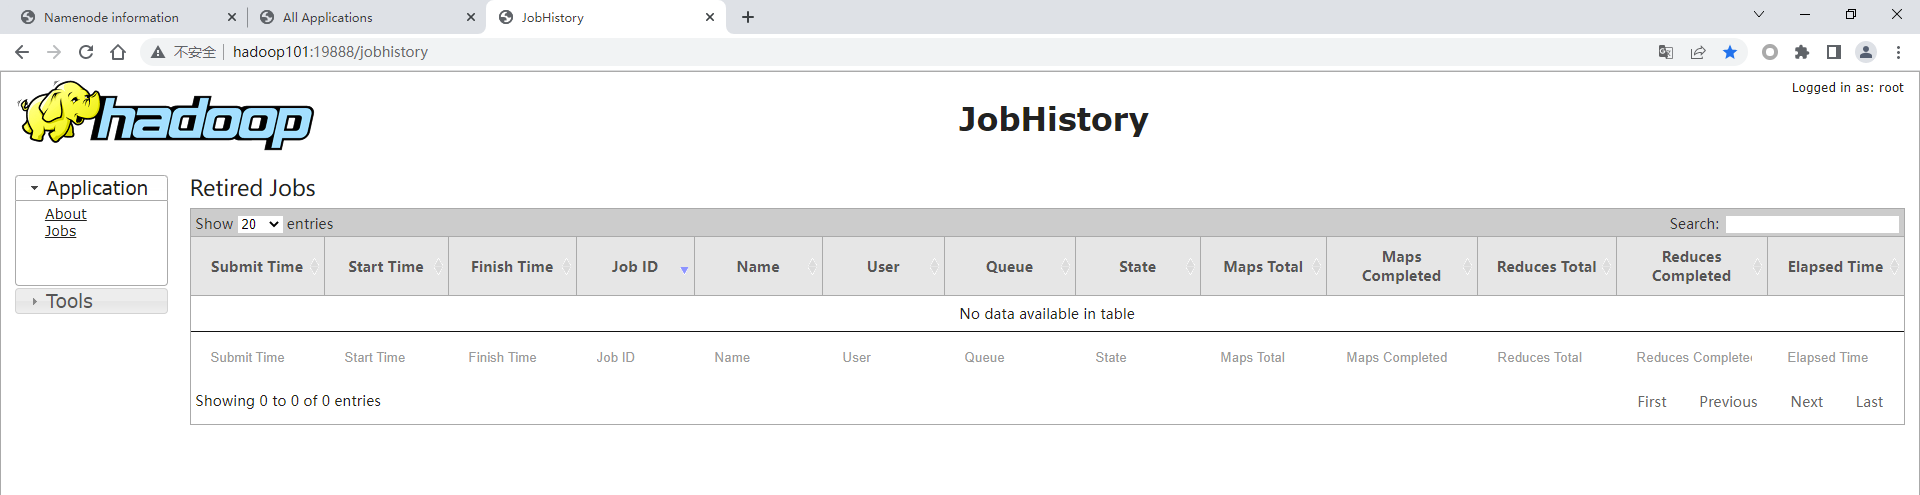 Namenode information
All Applications
JobHistory
不安全 hadoop101:19888/jobhistory
Logged in as: root
hadoop
JobHistory
Application
About
Jobs
Tools
Retired Jobs
Show 20 entries
Search:
Submit Time Start Time Finish Time Job ID Name User Queue State Maps Total Maps Completed Reduces Total Reduces Completed Elapsed Time
No data available in table
Submit Time Start Time Finish Time Job ID Name User Queue State Maps Total Maps Completed Reduces Total Reduces Complete Elapsed Time
Showing 0 to 0 of 0 entries
First Previous Next Last